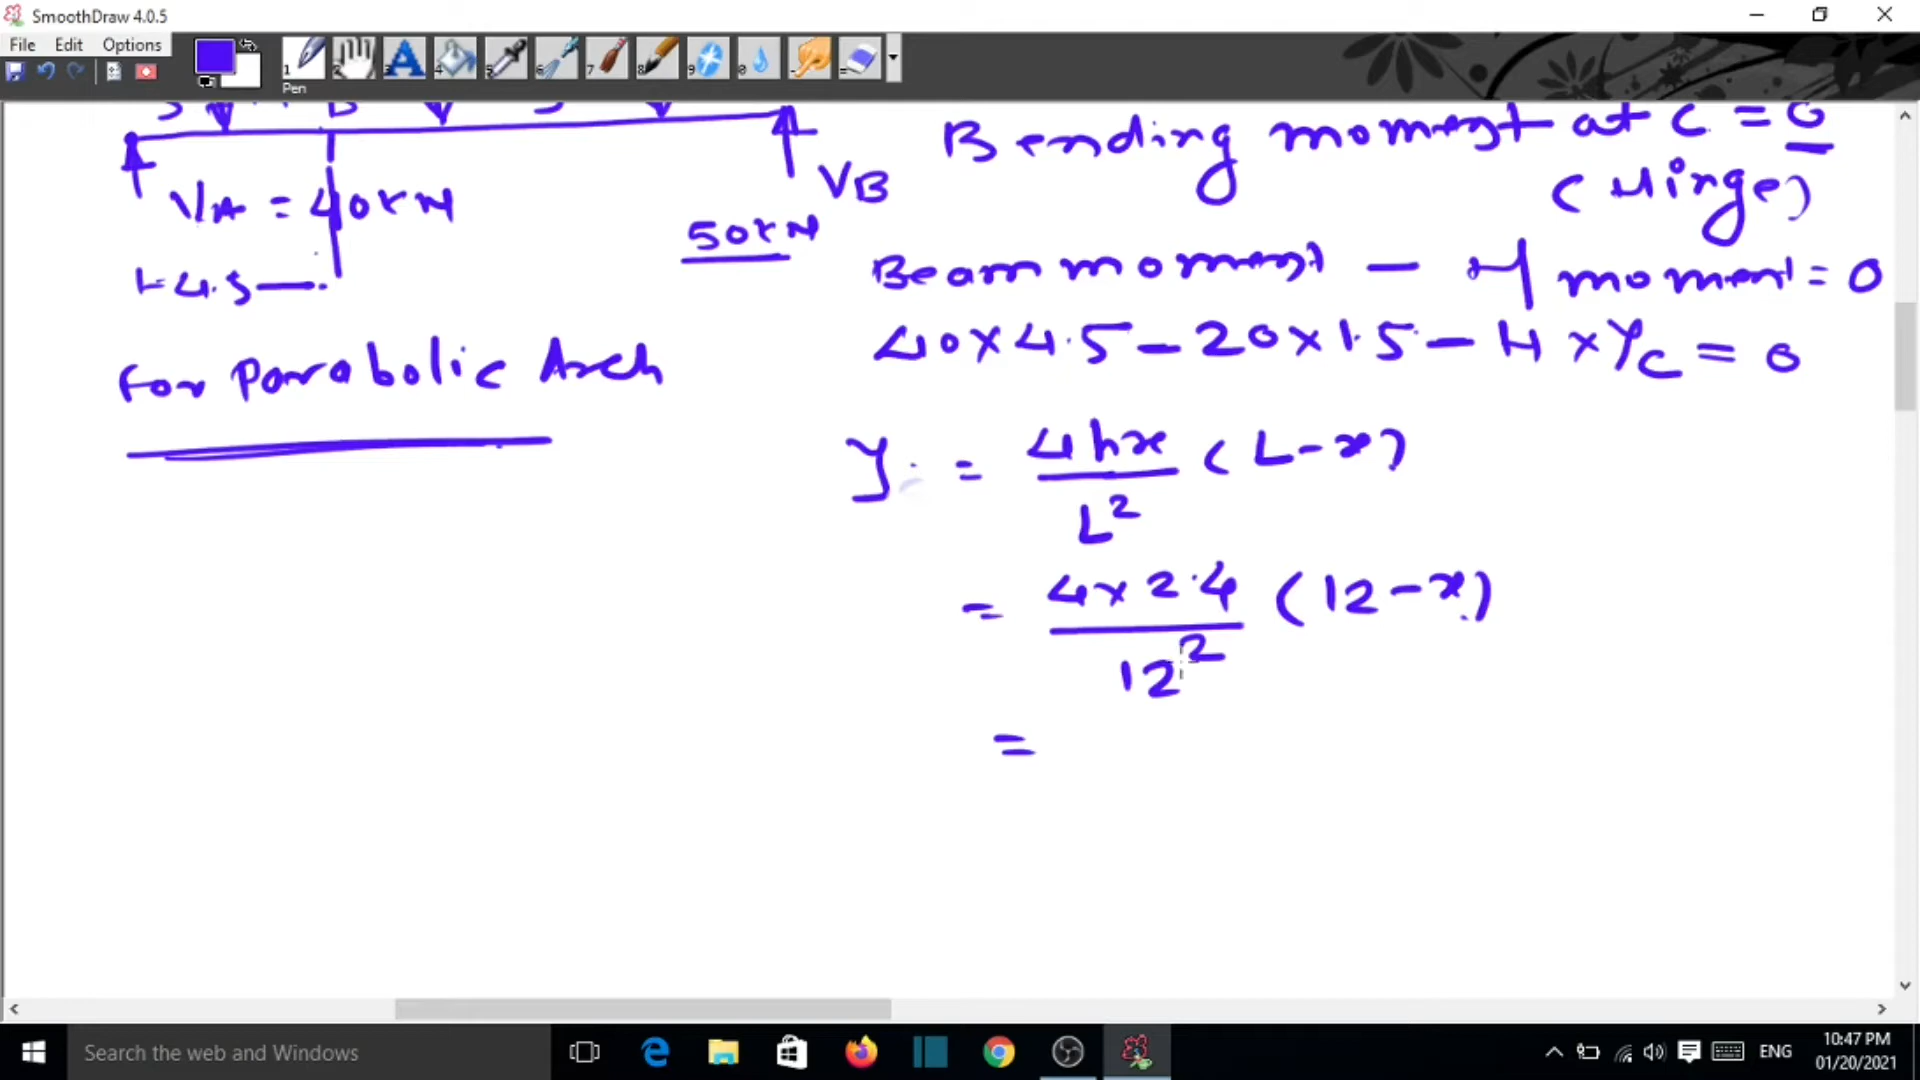 SmoothDraw 4.0.5
File Edit Options
Pen
VA = 40KN
VB
50KN
4.5
For Parabolic Arch
Bending moment at C = 0
(Hinge)
Beam moment - H moment = 0
40 x 4.5 - 20 x 1.5 - H x Yc = 0
y = 4hx / L² (L-x)
= 4 x 2.4 / 12² (12-x)
=
Search the web and Windows
ENG
10:47 PM
01/20/2021